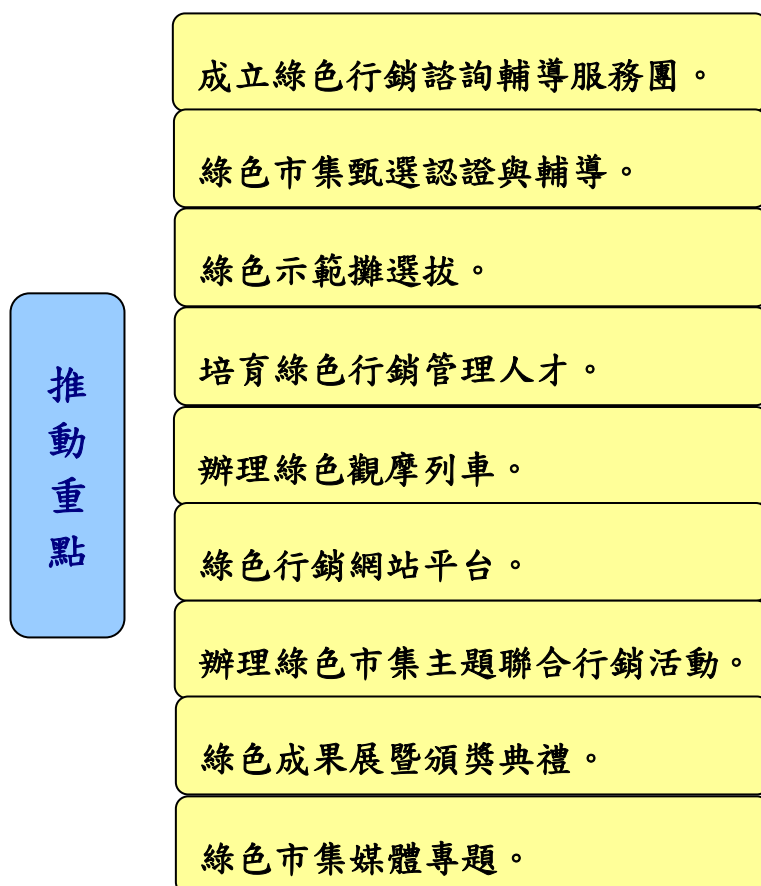 推動重點
成立綠色行銷諮詢輔導服務團。
綠色市集甄選認證與輔導。
綠色示範攤選拔。
培育綠色行銷管理人才。
辦理綠色觀摩列車。
綠色行銷網站平台。
辦理綠色市集主題聯合行銷活動。
綠色成果展暨頒獎典禮。
綠色市集媒體專題。